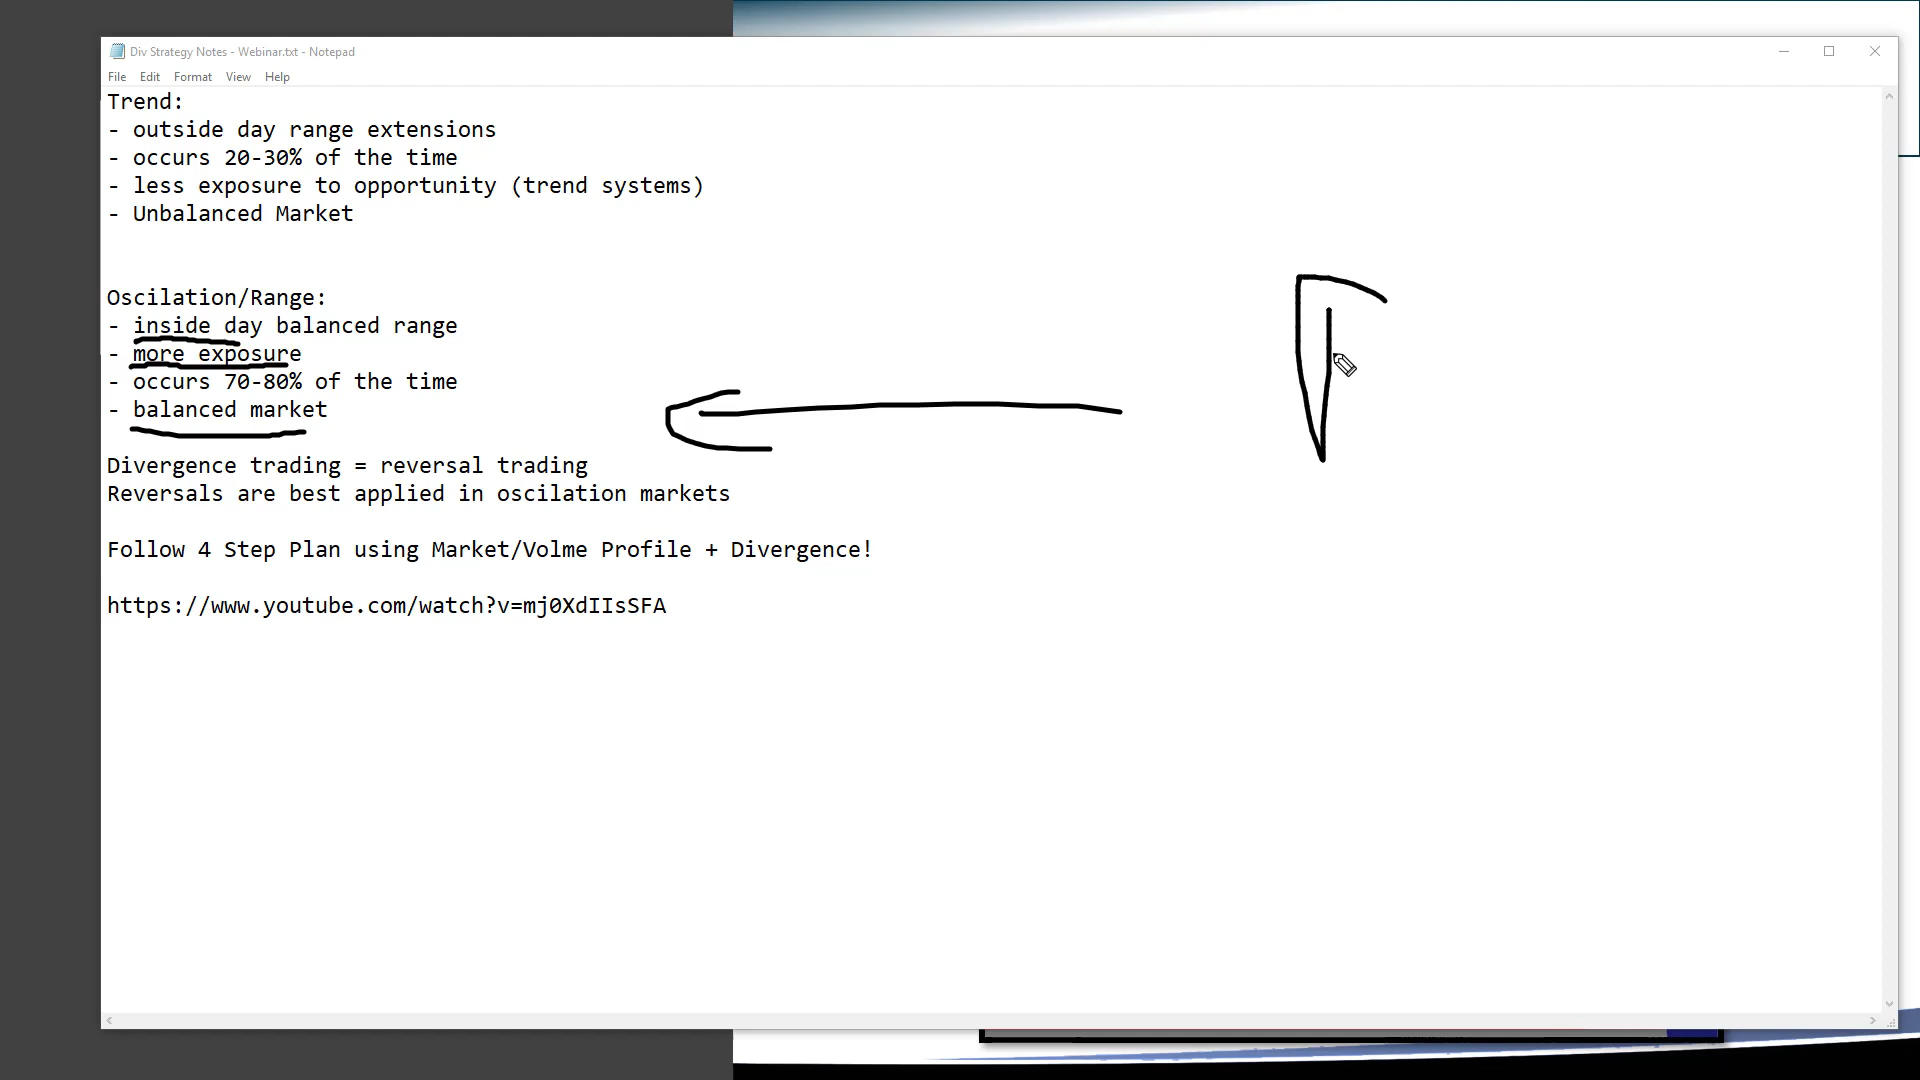 Div Strategy Notes - Webinar.txt - Notepad
File Edit Format View Help
Trend:
- outside day range extensions
- occurs 20-30% of the time
- less exposure to opportunity (trend systems)
- Unbalanced Market
Oscilation/Range:
- inside day balanced range
- more exposure
- occurs 70-80% of the time
- balanced market
Divergence trading = reversal trading
Reversals are best applied in oscilation markets
Follow 4 Step Plan using Market/Volme Profile + Divergence!
https://www.youtube.com/watch?v=mj0XdIIsSFA